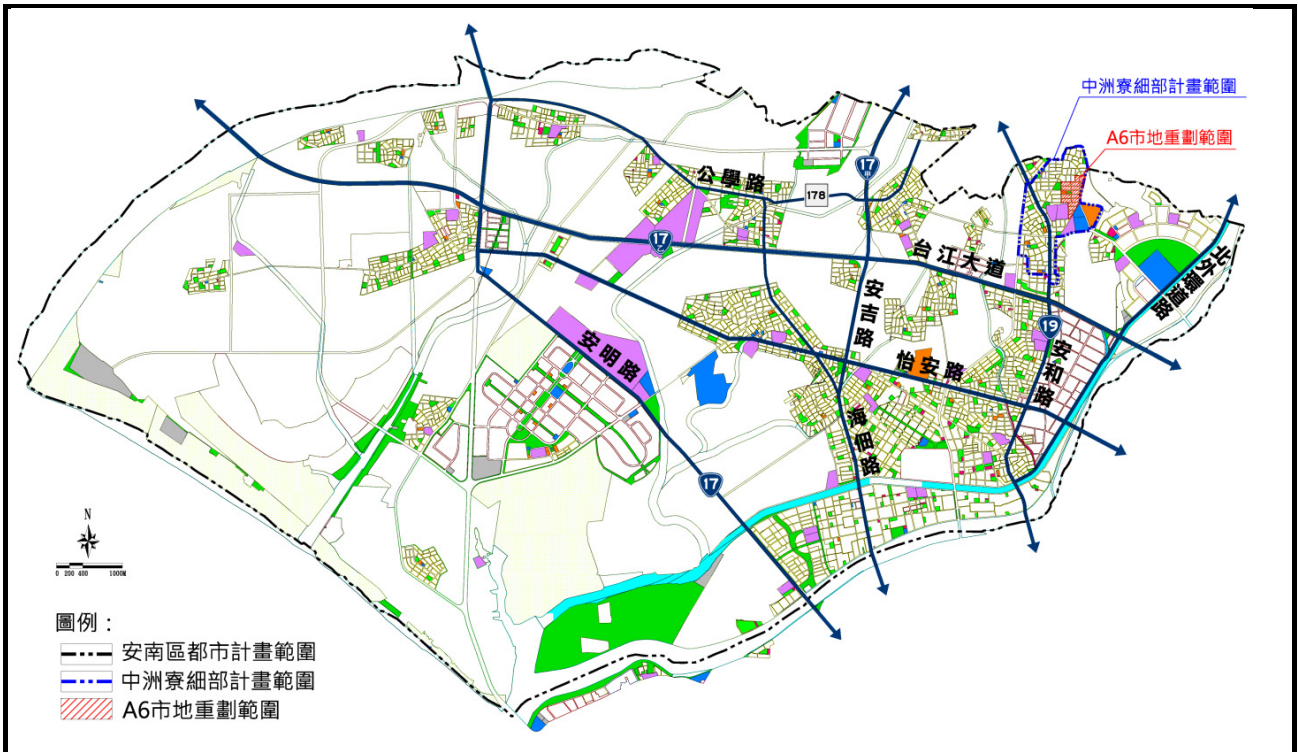 中洲寮細部計畫範圍
A6市地重劃範圍
公學路
178
17
甲
17
乙
台江大道
北外環道路
安吉路
19
安和路
安明路
怡安路
海佃路
17
N
0 200 400 1000M
圖例：
安南區都市計畫範圍
中洲寮細部計畫範圍
A6市地重劃範圍